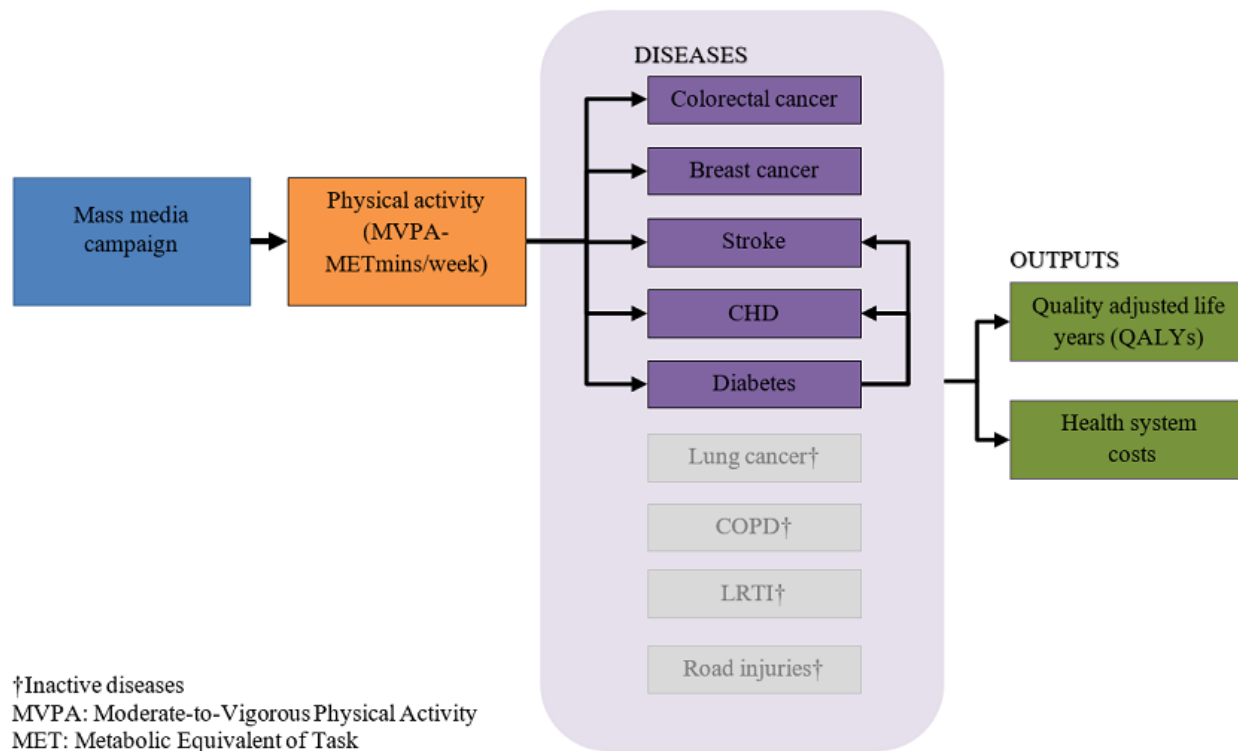 DISEASES
Colorectal cancer
Breast cancer
Mass media
campaign
Physical activity
(MVPA-
METmins/week)
Stroke
CHD
Diabetes
OUTPUTS
Quality adjusted life
years (QALYs)
Health system
costs
Lung cancer†
COPD†
LRTI†
Road injuries†
†Inactive diseases
MVPA: Moderate-to-Vigorous Physical Activity
MET: Metabolic Equivalent of Task